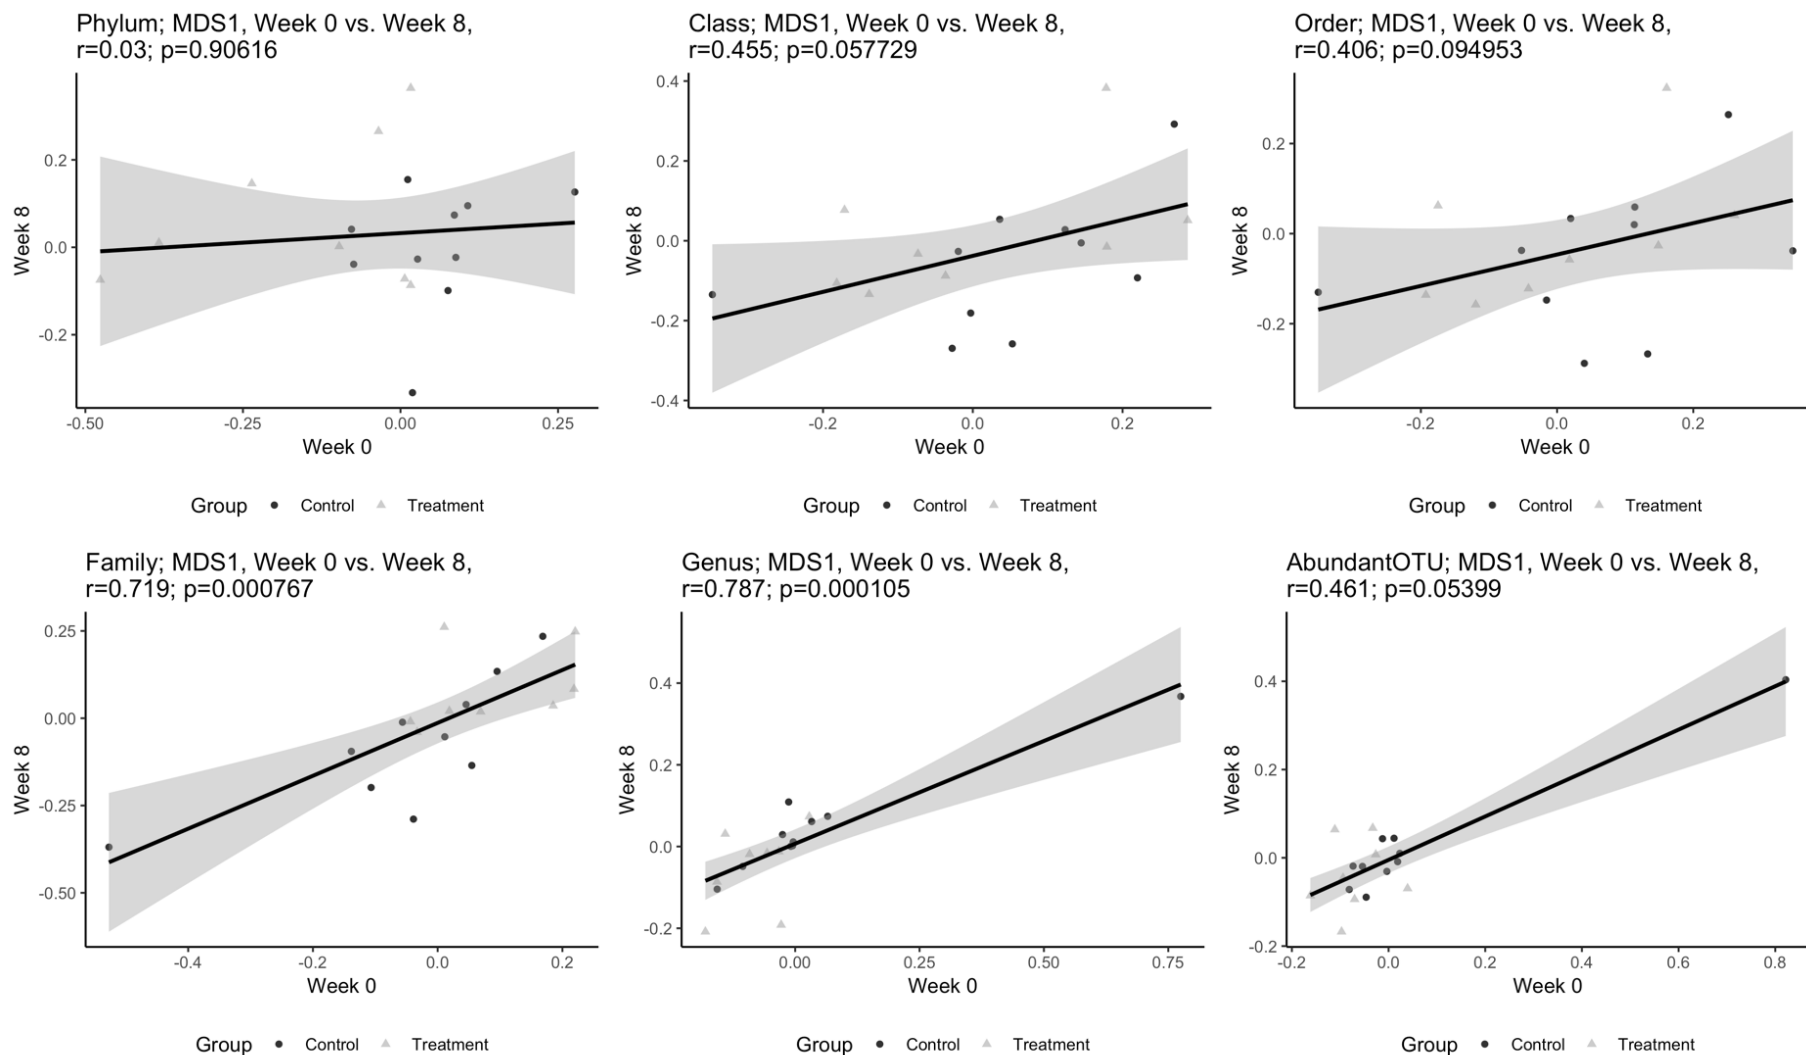 Phylum; MDS1, Week 0 vs. Week 8,
r=0.03; p=0.90616
0.2
0.0
-0.2
Week 8
-0.50
-0.25
0.00
0.25
Week 0
Group
Control
Treatment
Class; MDS1, Week 0 vs. Week 8,
r=0.455; p=0.057729
0.4
0.2
0.0
-0.2
-0.4
Week 8
-0.2
0.0
0.2
Week 0
Group
Control
Treatment
Order; MDS1, Week 0 vs. Week 8,
r=0.406; p=0.094953
0.2
0.0
-0.2
Week 8
-0.2
0.0
0.2
Week 0
Group
Control
Treatment
Family; MDS1, Week 0 vs. Week 8,
r=0.719; p=0.000767
0.25
0.00
-0.25
-0.50
Week 8
-0.4
-0.2
0.0
0.2
Week 0
Group
Control
Treatment
Genus; MDS1, Week 0 vs. Week 8,
r=0.787; p=0.000105
0.4
0.2
0.0
-0.2
Week 8
0.00
0.25
0.50
0.75
Week 0
Group
Control
Treatment
AbundantOTU; MDS1, Week 0 vs. Week 8,
r=0.461; p=0.05399
0.4
0.2
0.0
-0.2
Week 8
-0.2
0.0
0.2
0.4
0.6
0.8
Week 0
Group
Control
Treatment